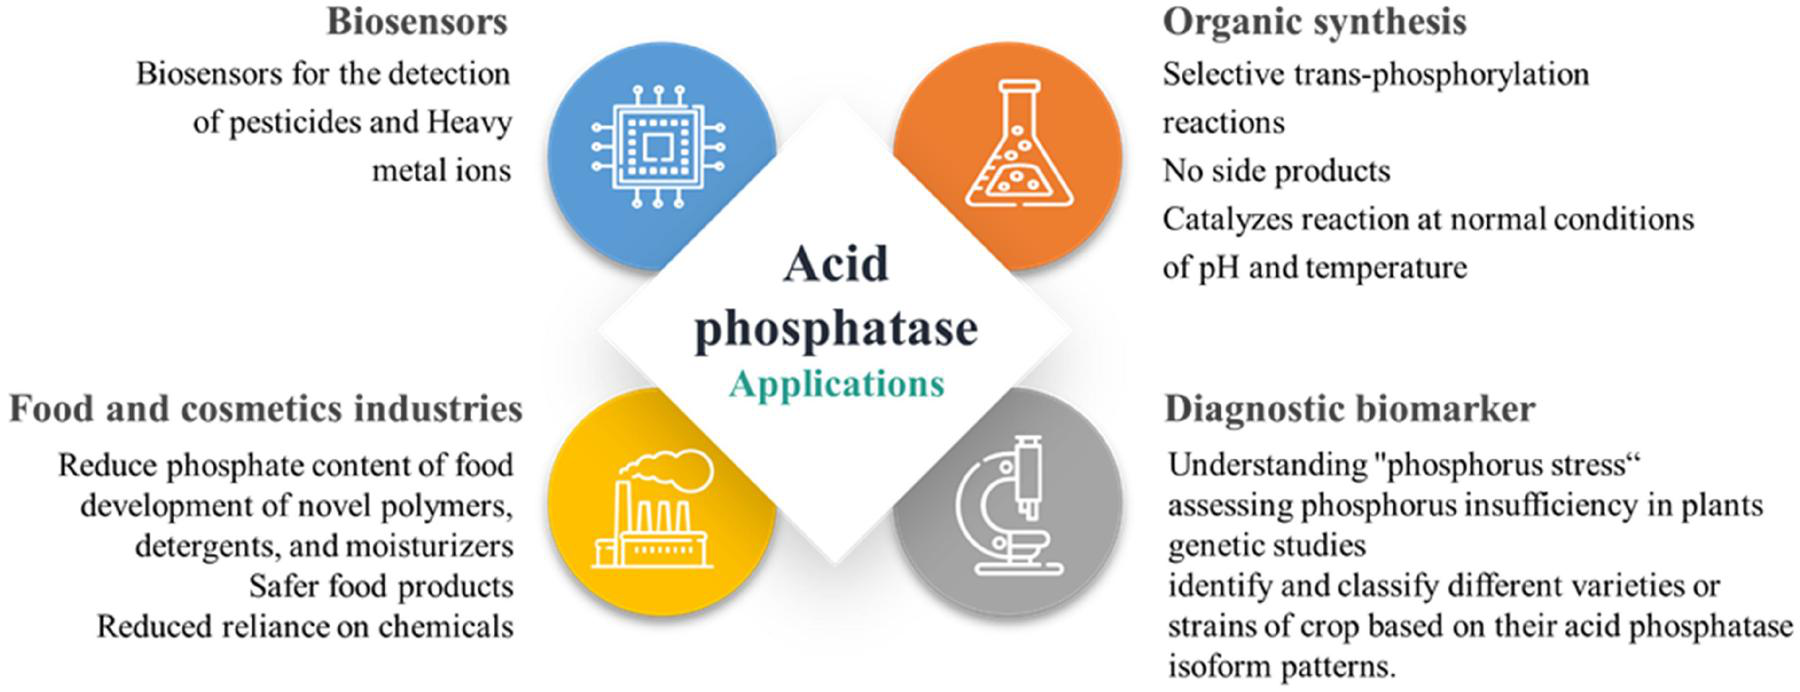 Biosensors
Biosensors for the detection
of pesticides and Heavy
metal ions
Organic synthesis
Selective trans-phosphorylation
reactions
No side products
Catalyzes reaction at normal conditions
of pH and temperature
Acid
phosphatase
Applications
Food and cosmetics industries
Reduce phosphate content of food
development of novel polymers,
detergents, and moisturizers
Safer food products
Reduced reliance on chemicals
Diagnostic biomarker
Understanding "phosphorus stress“
assessing phosphorus insufficiency in plants
genetic studies
identify and classify different varieties or
strains of crop based on their acid phosphatase
isoform patterns.